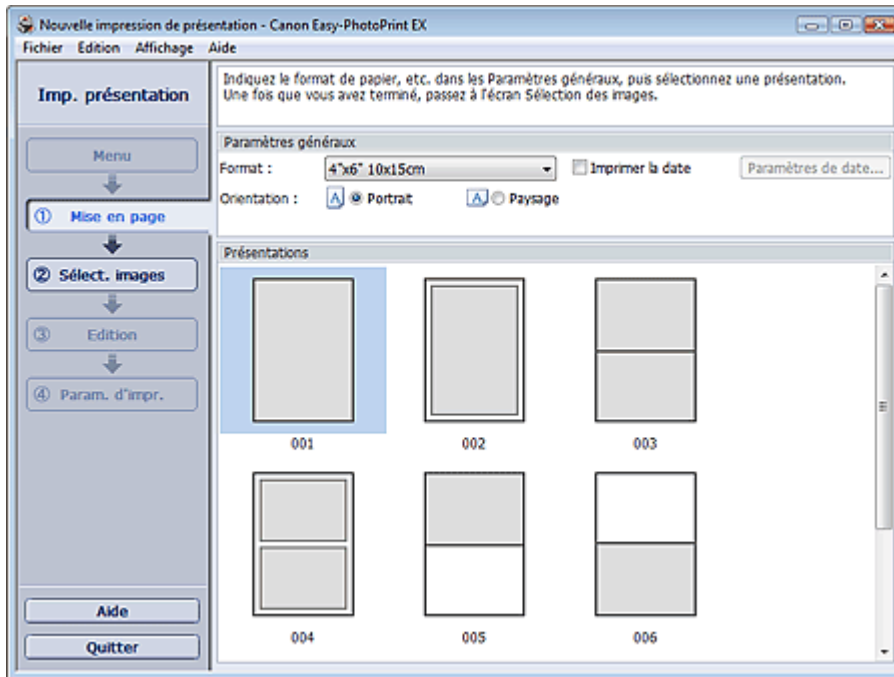 Nouvelle impression de présentation - Canon Easy-PhotoPrint EX
Fichier Edition Affichage Aide
Imp. présentation
Indiquez le format de papier, etc. dans les Paramètres généraux, puis sélectionnez une présentation.
Une fois que vous avez terminé, passez à l'écran Sélection des images.
Menu
① Mise en page
② Sélect. images
③ Edition
④ Param. d'impr.
Aide
Quitter
Paramètres généraux
Format : 4"x6" 10x15cm Imprimer la date Paramètres de date...
Orientation : A Portrait A Paysage
Présentations
001 002 003
004 005 006